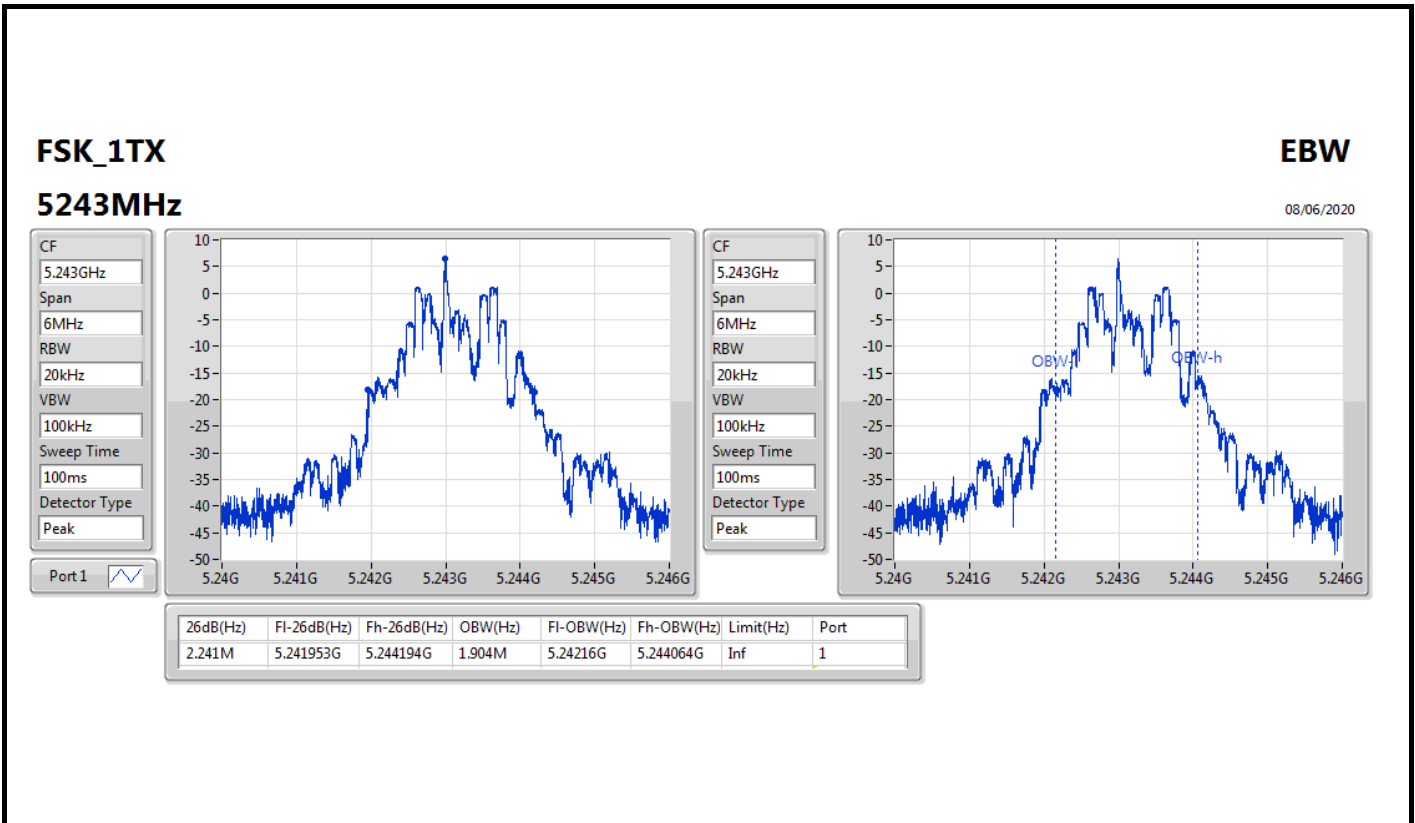 FSK_1TX
EBW
5243MHz
08/06/2020
CF
5.243GHz
Span
6MHz
RBW
20kHz
VBW
100kHz
Sweep Time
100ms
Detector Type
Peak
Port 1
10
5
0
-5
-10
-15
-20
-25
-30
-35
-40
-45
-50
5.24G 5.241G 5.242G 5.243G 5.244G 5.245G 5.246G
CF
5.243GHz
Span
6MHz
RBW
20kHz
VBW
100kHz
Sweep Time
100ms
Detector Type
Peak
10
5
0
-5
-10
-15
-20
-25
-30
-35
-40
-45
-50
OBW-l OBW-h
5.24G 5.241G 5.242G 5.243G 5.244G 5.245G 5.246G
26dB(Hz) Fl-26dB(Hz) Fh-26dB(Hz) OBW(Hz) Fl-OBW(Hz) Fh-OBW(Hz) Limit(Hz) Port
2.241M 5.241953G 5.244194G 1.904M 5.24216G 5.244064G Inf 1